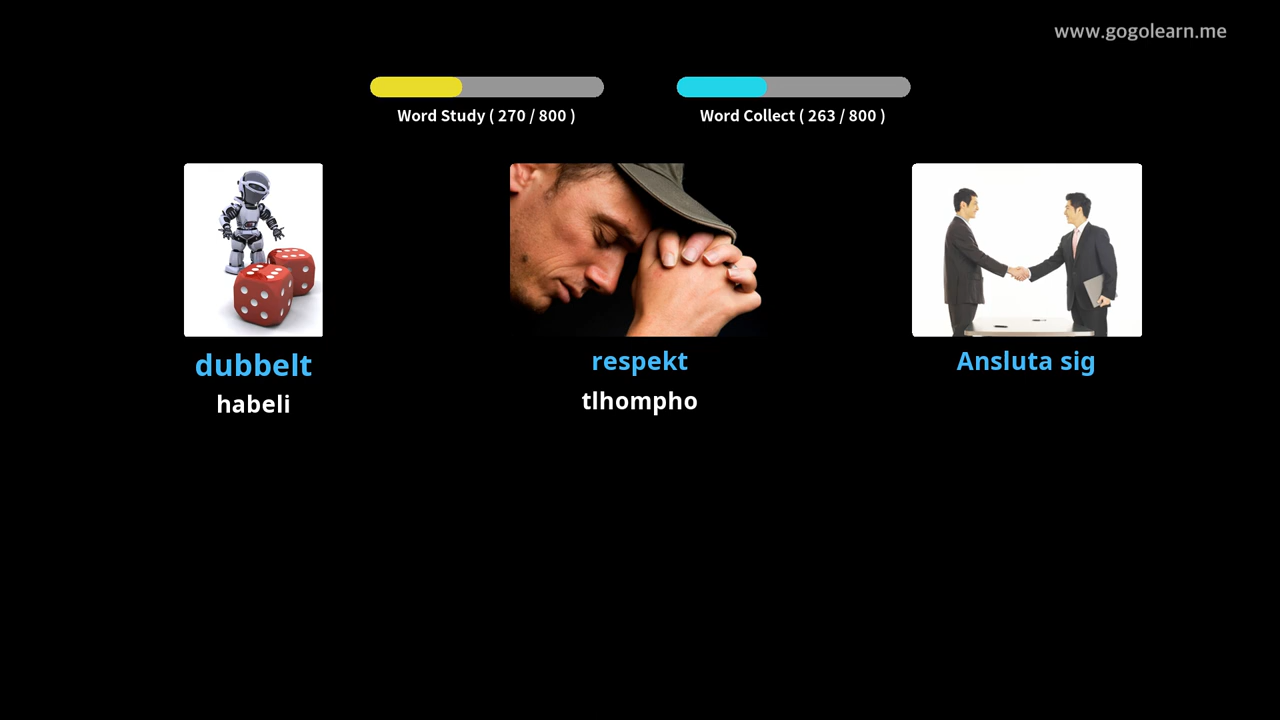 www.gogolearn.me
Word Study ( 270 / 800 )
Word Collect ( 263 / 800 )
dubbelt
habeli
respekt
tlhompho
Ansluta sig